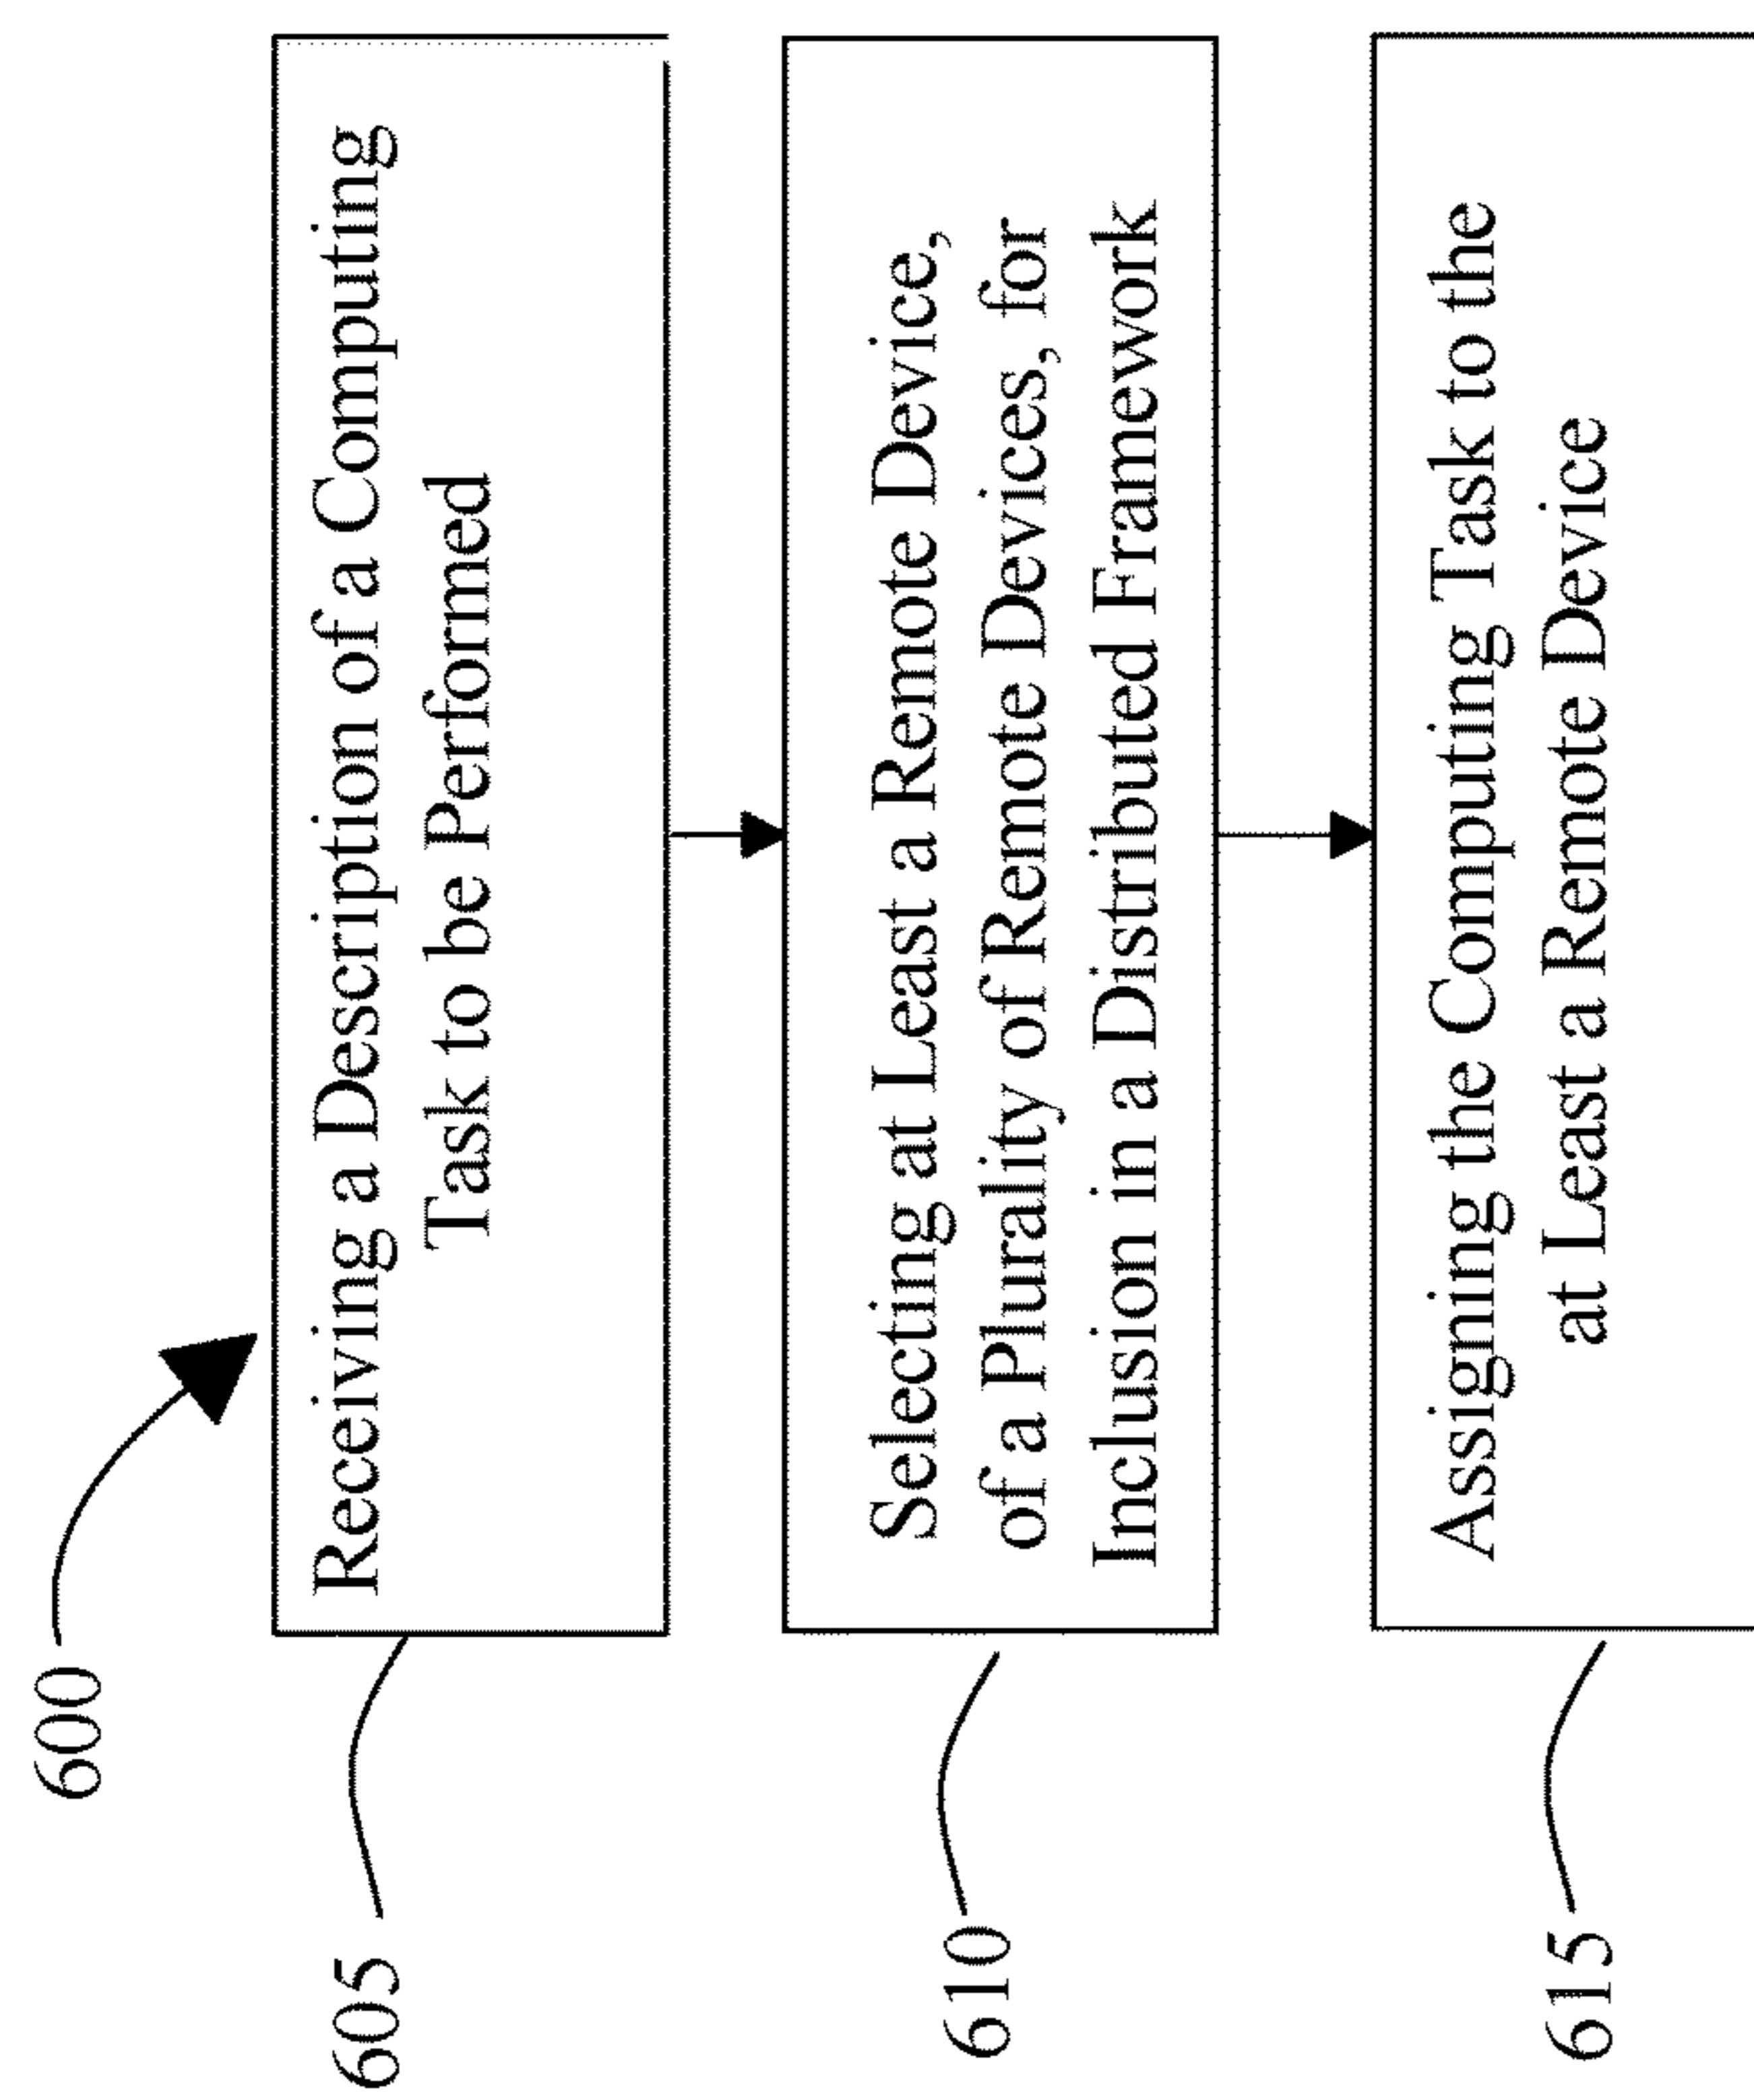 600
605
Receiving a Description of a Computing
Task to be Performed
610
Selecting at Least a Remote Device,
of a Plurality of Remote Devices, for
Inclusion in a Distributed Framework
615
Assigning the Computing Task to the
at Least a Remote Device